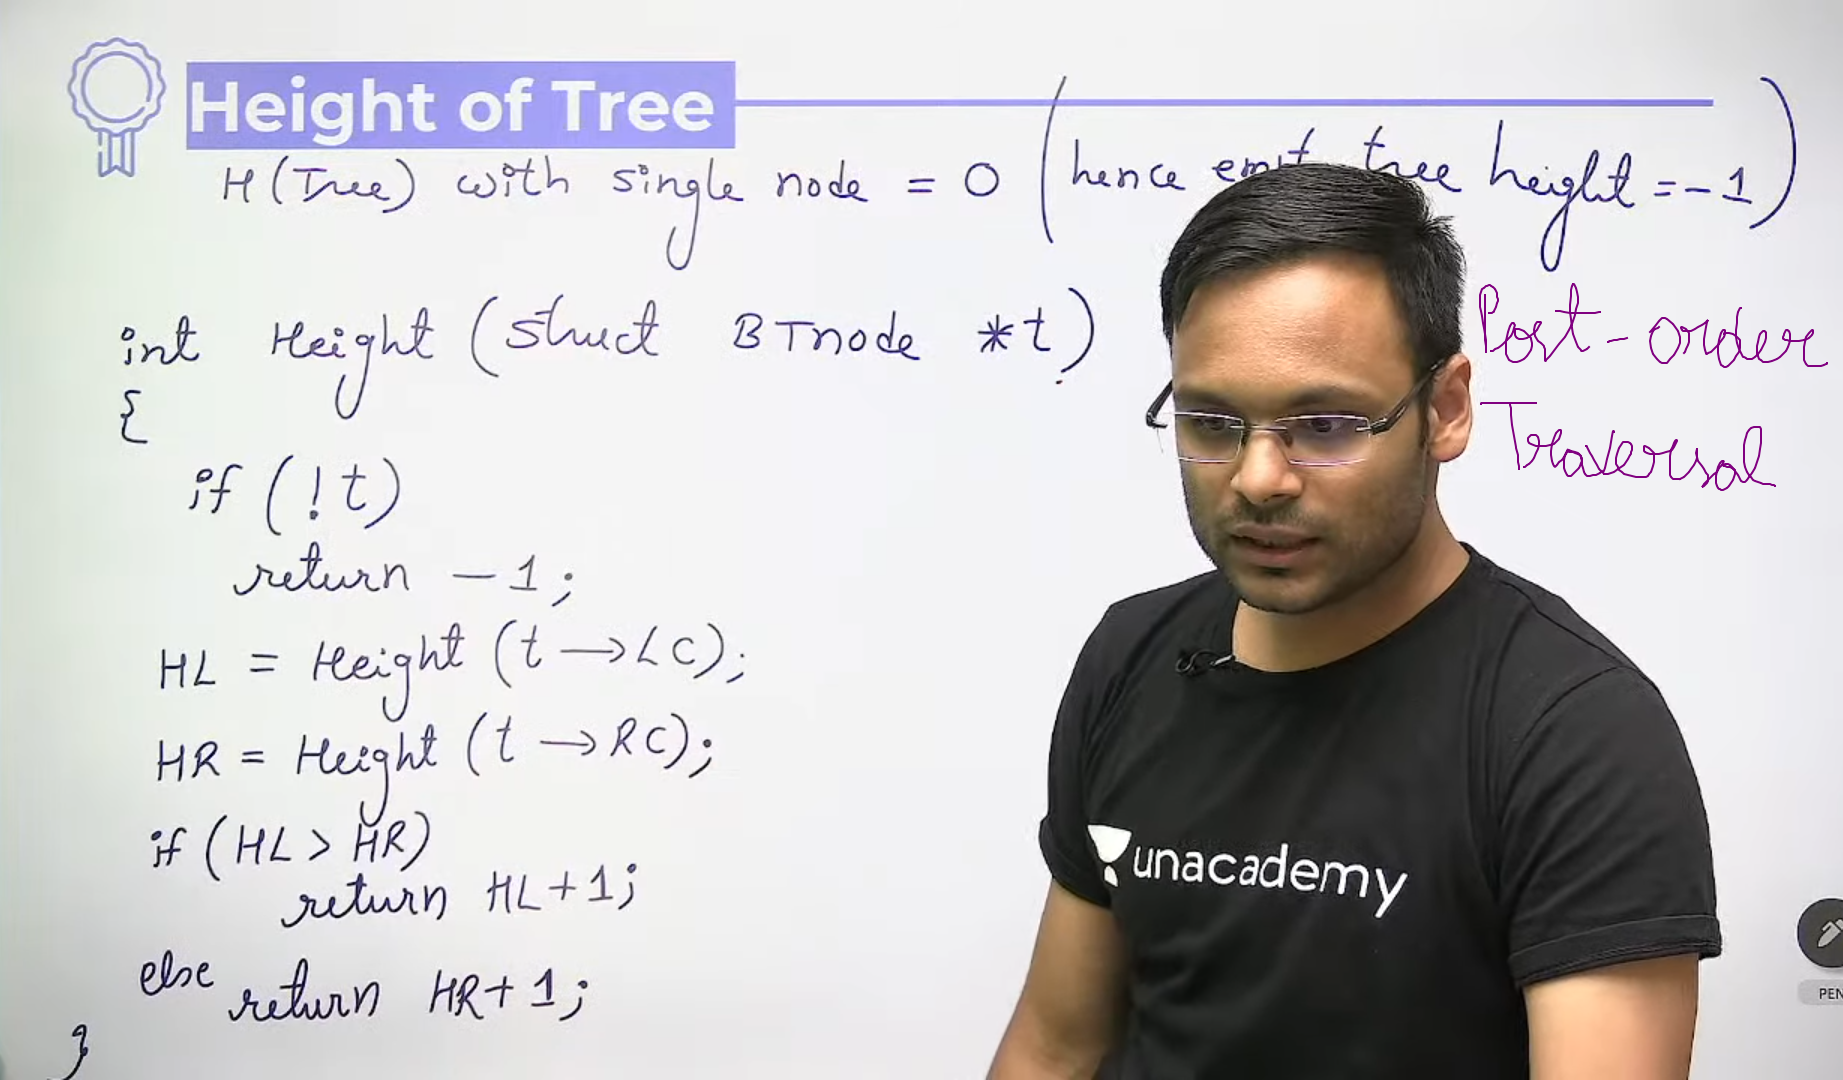 Height of Tree
H (Tree) with single node = 0 (hence tree height = -1)
int Height (struct BTnode *t)
Post-order
Traversal
{
if (!t)
return -1;
HL = Height (t → LC);
HR = Height (t → RC);
if (HL > HR)
return HL+1;
else return HR+1;
}
unacademy
PEN